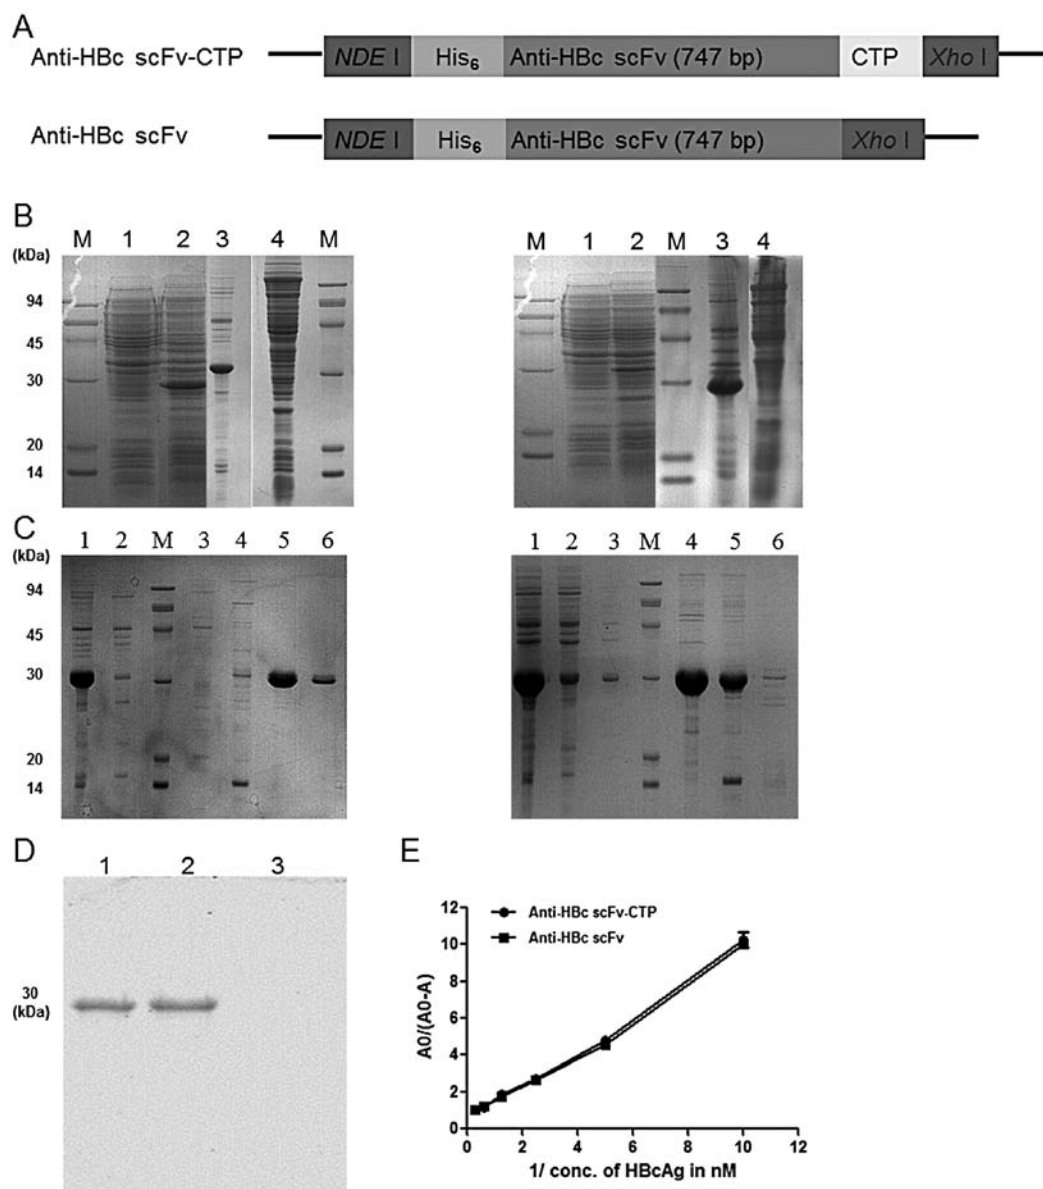 A
Anti-HBc scFv-CTP NDE I His6 Anti-HBc scFv (747 bp) CTP Xho I
Anti-HBc scFv NDE I His6 Anti-HBc scFv (747 bp) Xho I
B
M 1 2 3 4 M M 1 2 M 3 4
(kDa)
94
45
30
20
14
C
1 2 M 3 4 5 6 1 2 3 M 4 5 6
(kDa)
94
45
30
20
14
D
1 2 3
30
(kDa)
E
Anti-HBc scFv-CTP
Anti-HBc scFv
A0/(A0-A)
12
10
8
6
4
2
0
0 2 4 6 8 10 12
1/ conc. of HBcAg in nM